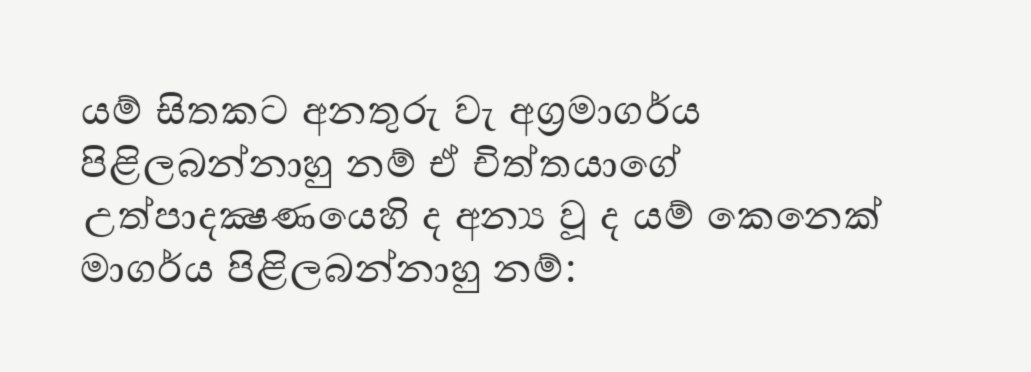 යම් සිතකට අනතුරු වැ අග්‍රමාගර්ය
පිළිලබන්නාහු නම් ඒ චිත්තයාගේ
උත්පාදක්‍ෂණයෙහි ද අන්‍ය වූ ද යම් කෙනෙක්
මාගර්ය පිළිලබන්නාහු නම්: